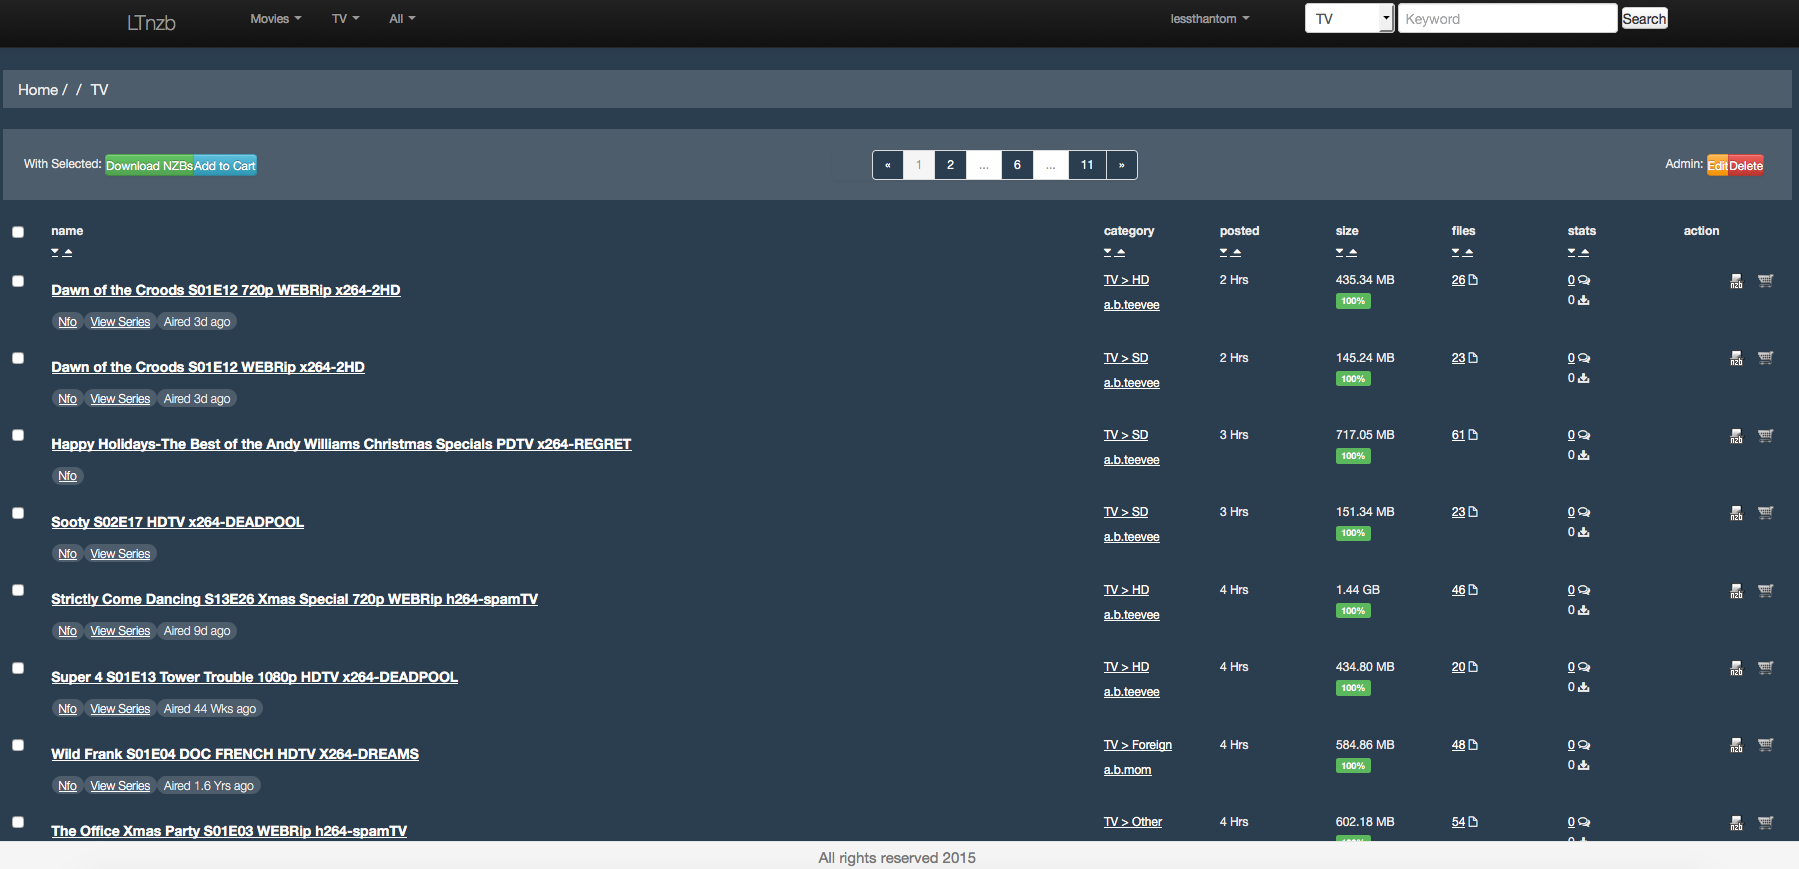 LTnzb Movies TV All lessthantom TV Keyword Search
Home / / TV
With Selected: Download NZBs Add to Cart « 1 2 ... 6 ... 11 » Admin: Edit Delete
name category posted size files stats action
Dawn of the Croods S01E12 720p WEBRip x264-2HD TV > HD 2 Hrs 435.34 MB 26 0 nzb
a.b.teevee 100% 0
Nfo View Series Aired 3d ago
Dawn of the Croods S01E12 WEBRip x264-2HD TV > SD 2 Hrs 145.24 MB 23 0 nzb
a.b.teevee 100% 0
Nfo View Series Aired 3d ago
Happy Holidays-The Best of the Andy Williams Christmas Specials PDTV x264-REGRET TV > SD 3 Hrs 717.05 MB 61 0 nzb
a.b.teevee 100% 0
Nfo
Sooty S02E17 HDTV x264-DEADPOOL TV > SD 3 Hrs 151.34 MB 23 0 nzb
a.b.teevee 100% 0
Nfo View Series
Strictly Come Dancing S13E26 Xmas Special 720p WEBRip h264-spamTV TV > HD 4 Hrs 1.44 GB 46 0 nzb
a.b.teevee 100% 0
Nfo View Series Aired 9d ago
Super 4 S01E13 Tower Trouble 1080p HDTV x264-DEADPOOL TV > HD 4 Hrs 434.80 MB 20 0 nzb
a.b.teevee 100% 0
Nfo View Series Aired 44 Wks ago
Wild Frank S01E04 DOC FRENCH HDTV X264-DREAMS TV > Foreign 4 Hrs 584.86 MB 48 0 nzb
a.b.mom 100% 0
Nfo View Series Aired 1.6 Yrs ago
The Office Xmas Party S01E03 WEBRip h264-spamTV TV > Other 4 Hrs 602.18 MB 54 0 nzb
All rights reserved 2015